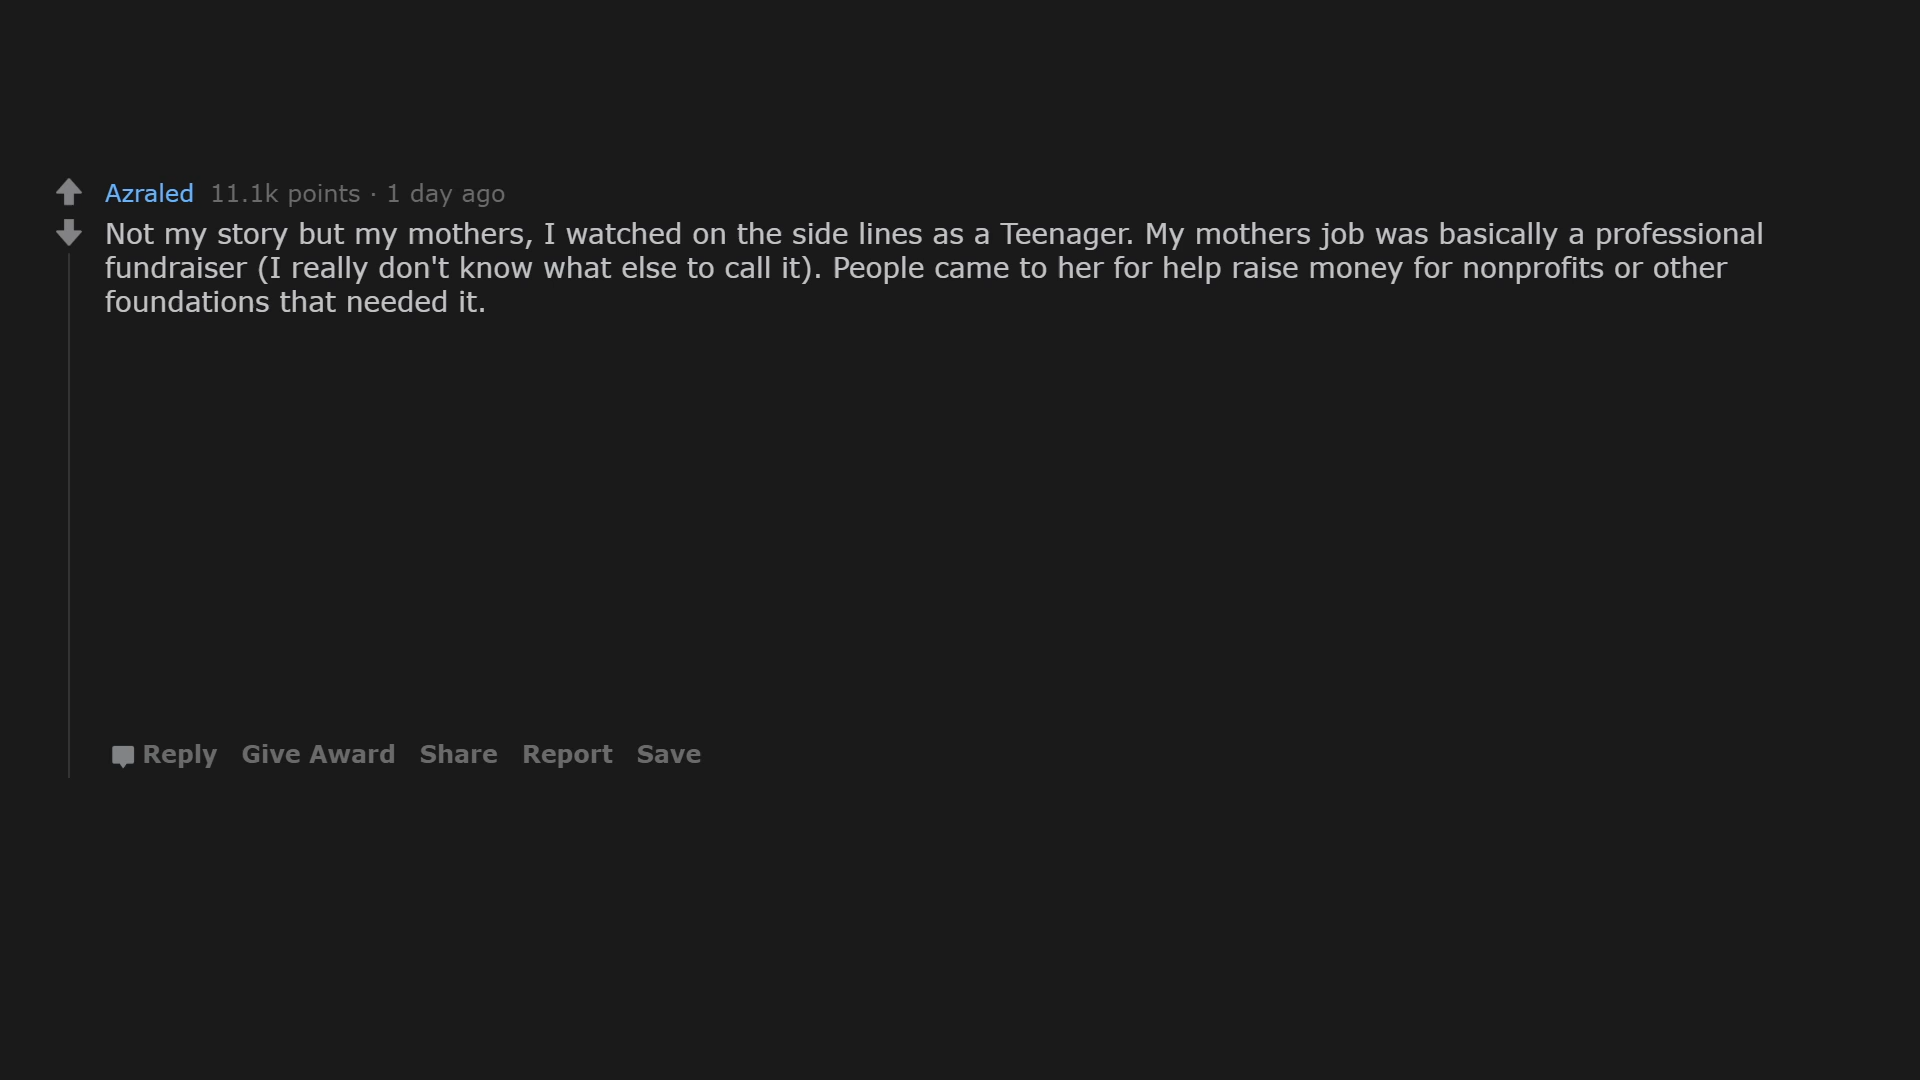 Azraled 11.1k points · 1 day ago
Not my story but my mothers, I watched on the side lines as a Teenager. My mothers job was basically a professional
fundraiser (I really don't know what else to call it). People came to her for help raise money for nonprofits or other
foundations that needed it.
Reply Give Award Share Report Save